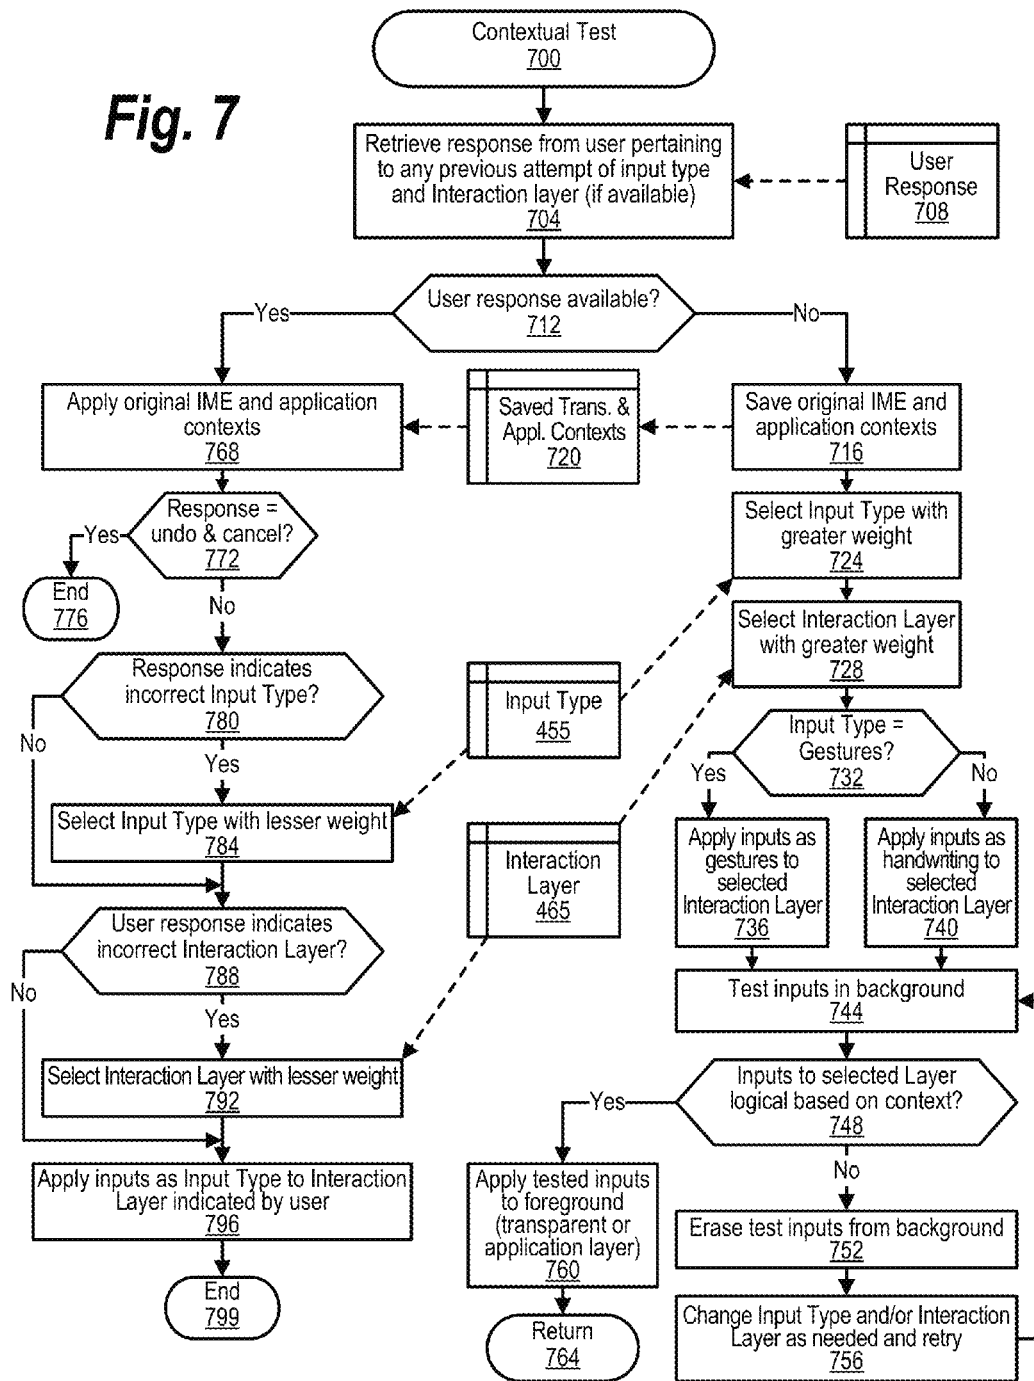 Fig. 7
Contextual Test
700
Retrieve response from user pertaining
to any previous attempt of input type
and Interaction layer (if available)
704
User
Response
708
User response available?
712
Yes
No
Apply original IME and application
contexts
768
Saved Trans. &
Appl. Contexts
720
Save original IME and
application contexts
716
Response =
undo & cancel?
772
Yes
End
776
No
Select Input Type with
greater weight
724
Select Interaction Layer
with greater weight
728
Response indicates
incorrect Input Type?
780
No
Yes
Input Type
455
Input Type =
Gestures?
732
Yes
No
Select Input Type with lesser weight
784
Interaction
Layer
465
Apply inputs as
gestures to
selected
Interaction Layer
736
Apply inputs as
handwriting to
selected
Interaction Layer
740
User response indicates
incorrect Interaction Layer?
788
No
Yes
Test inputs in background
744
Select Interaction Layer with lesser weight
792
Inputs to selected Layer
logical based on context?
748
Yes
No
Apply inputs as Input Type to Interaction
Layer indicated by user
796
Apply tested inputs
to foreground
(transparent or
application layer)
760
Erase test inputs from background
752
End
799
Return
764
Change Input Type and/or Interaction
Layer as needed and retry
756